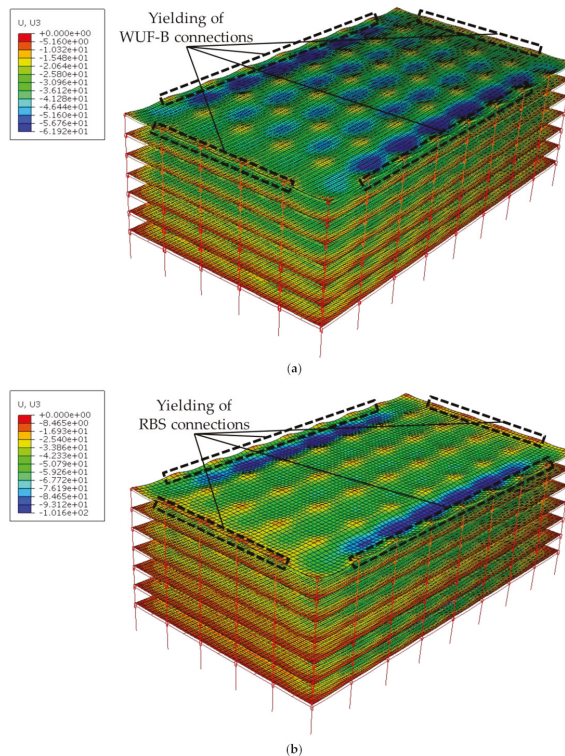 Yielding of
WUF-B connections
U, U3
+0.000e+00
-5.160e+00
-1.032e+01
-1.548e+01
-2.064e+01
-2.580e+01
-3.096e+01
-3.612e+01
-4.128e+01
-4.644e+01
-5.160e+01
-5.676e+01
-6.192e+01
(a)
U, U3
+0.000e+00
-8.465e+00
-1.693e+01
-2.540e+01
-3.386e+01
-4.233e+01
-5.079e+01
-5.926e+01
-6.772e+01
-7.619e+01
-8.465e+01
-9.312e+01
-1.016e+02
Yielding of
RBS connections
(b)